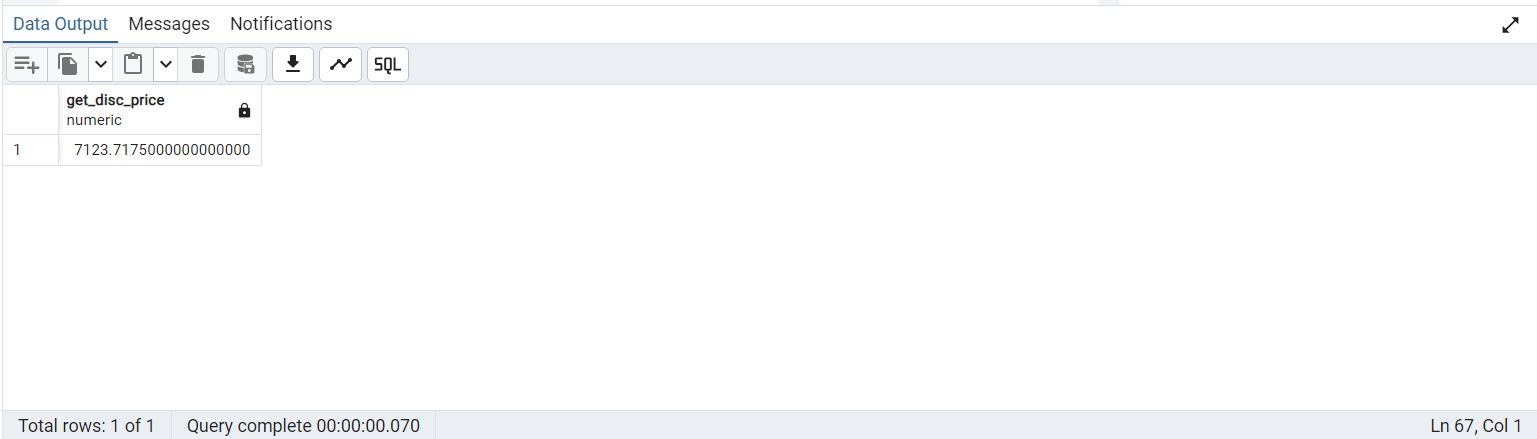 Data Output Messages Notifications
SQL
get_disc_price
numeric
1 7123.7175000000000000
Total rows: 1 of 1 Query complete 00:00:00.070 Ln 67, Col 1